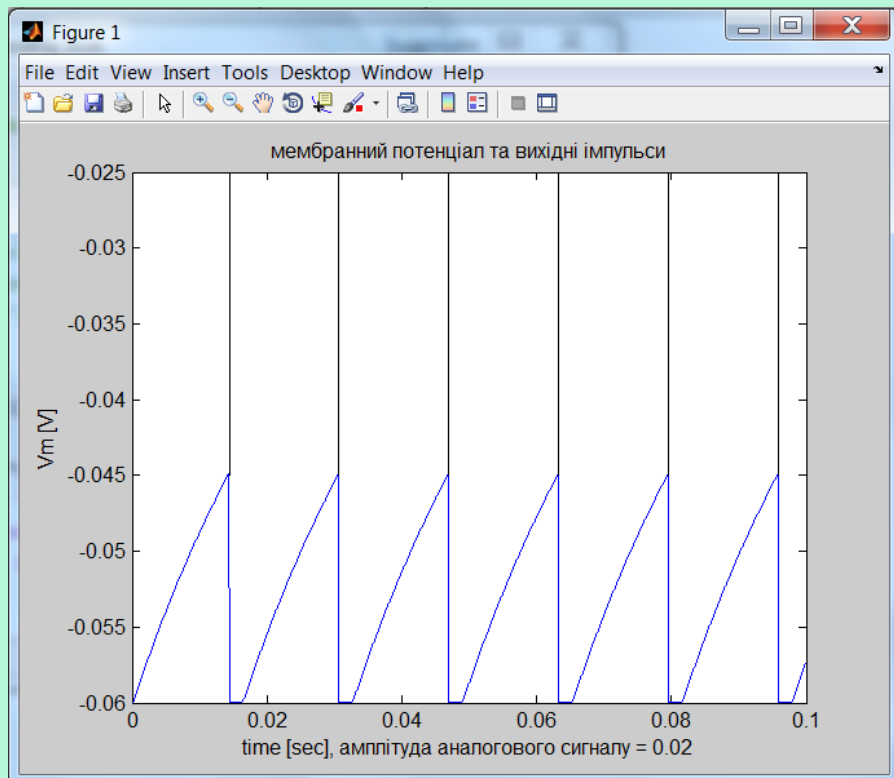 Figure 1
File Edit View Insert Tools Desktop Window Help
мембранний потенціал та вихідні імпульси
-0.025
-0.03
-0.035
-0.04
-0.045
-0.05
-0.055
-0.06
Vm [V]
0 0.02 0.04 0.06 0.08 0.1
time [sec], амплітуда аналогового сигналу = 0.02